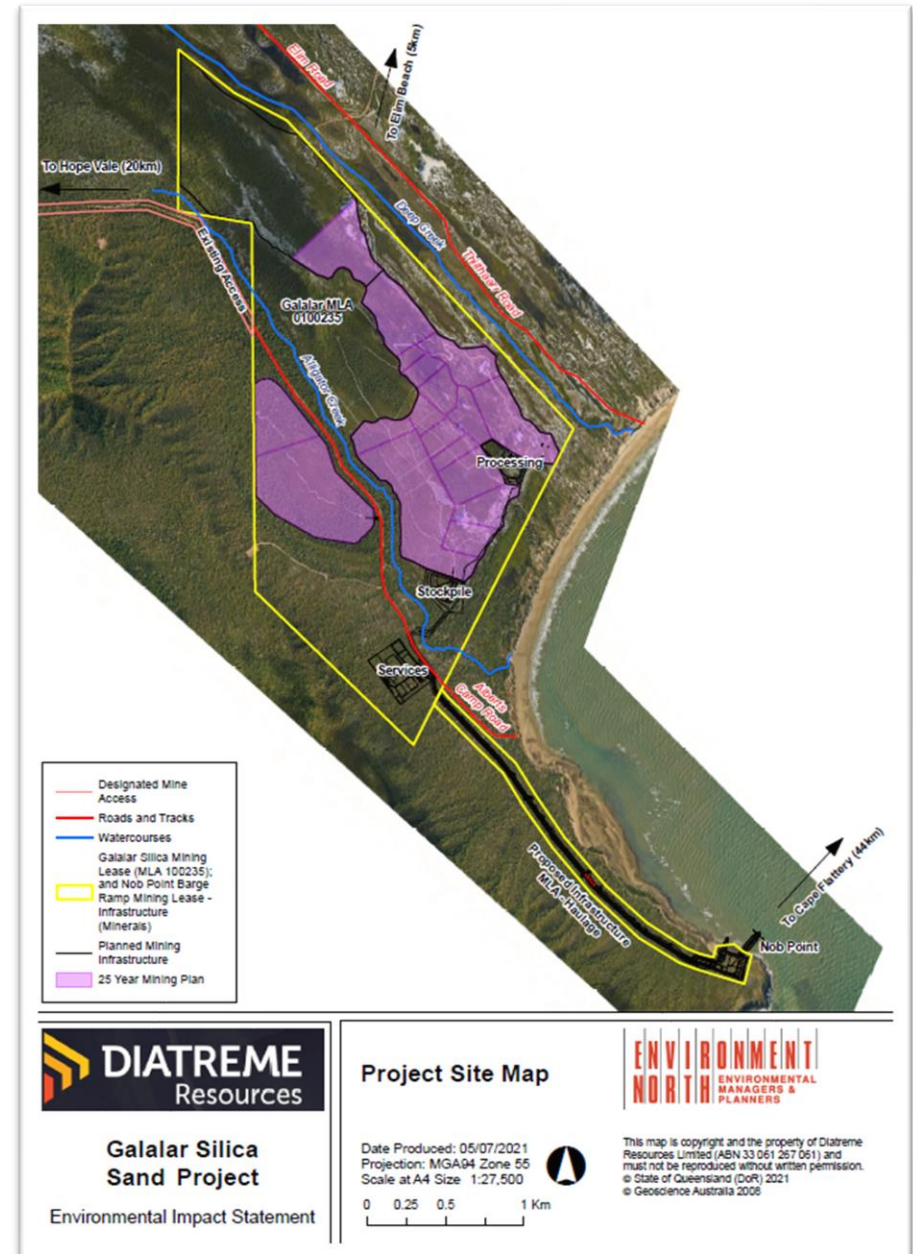 Elim Road
To Elim Beach (5km)
To Hope Vale (20km)
Existing Access
Deep Creek
Thiithaarr Road
Galalar MLA
0100235
Alligator Creek
Processing
Stockpile
Services
Alberts
Camp Road
Proposed Infrastructure
MLA - Haulage
To Cape Flattery (44km)
Nob Point
Designated Mine
Access
Roads and Tracks
Watercourses
Galalar Silica Mining
Lease (MLA 100235);
and Nob Point Barge
Ramp Mining Lease -
Infrastructure
(Minerals)
Planned Mining
Infrastructure
25 Year Mining Plan
DIATREME
Resources
Galalar Silica
Sand Project
Environmental Impact Statement
Project Site Map
Date Produced: 05/07/2021
Projection: MGA94 Zone 55
Scale at A4 Size 1:27,500
0 0.25 0.5 1 Km
ENVIRONMENT
NORTH
ENVIRONMENTAL
MANAGERS &
PLANNERS
This map is copyright and the property of Diatreme
Resources Limited (ABN 33 061 267 061) and
must not be reproduced without written permission.
© State of Queensland (DoR) 2021
© Geoscience Australia 2008